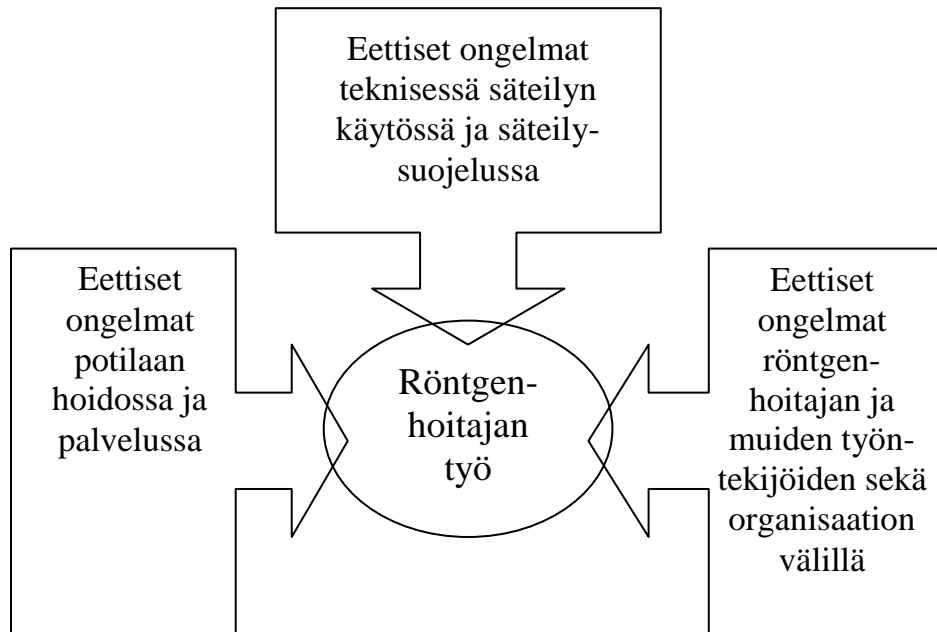 Eettiset ongelmat
teknisessä säteilyn
käytössä ja säteily-
suojelussa
Eettiset
ongelmat
potilaan
hoidossa ja
palvelussa
Röntgen-
hoitajan
työ
Eettiset
ongelmat
röntgen-
hoitajan ja
muiden työn-
tekijöiden sekä
organisaation
välillä